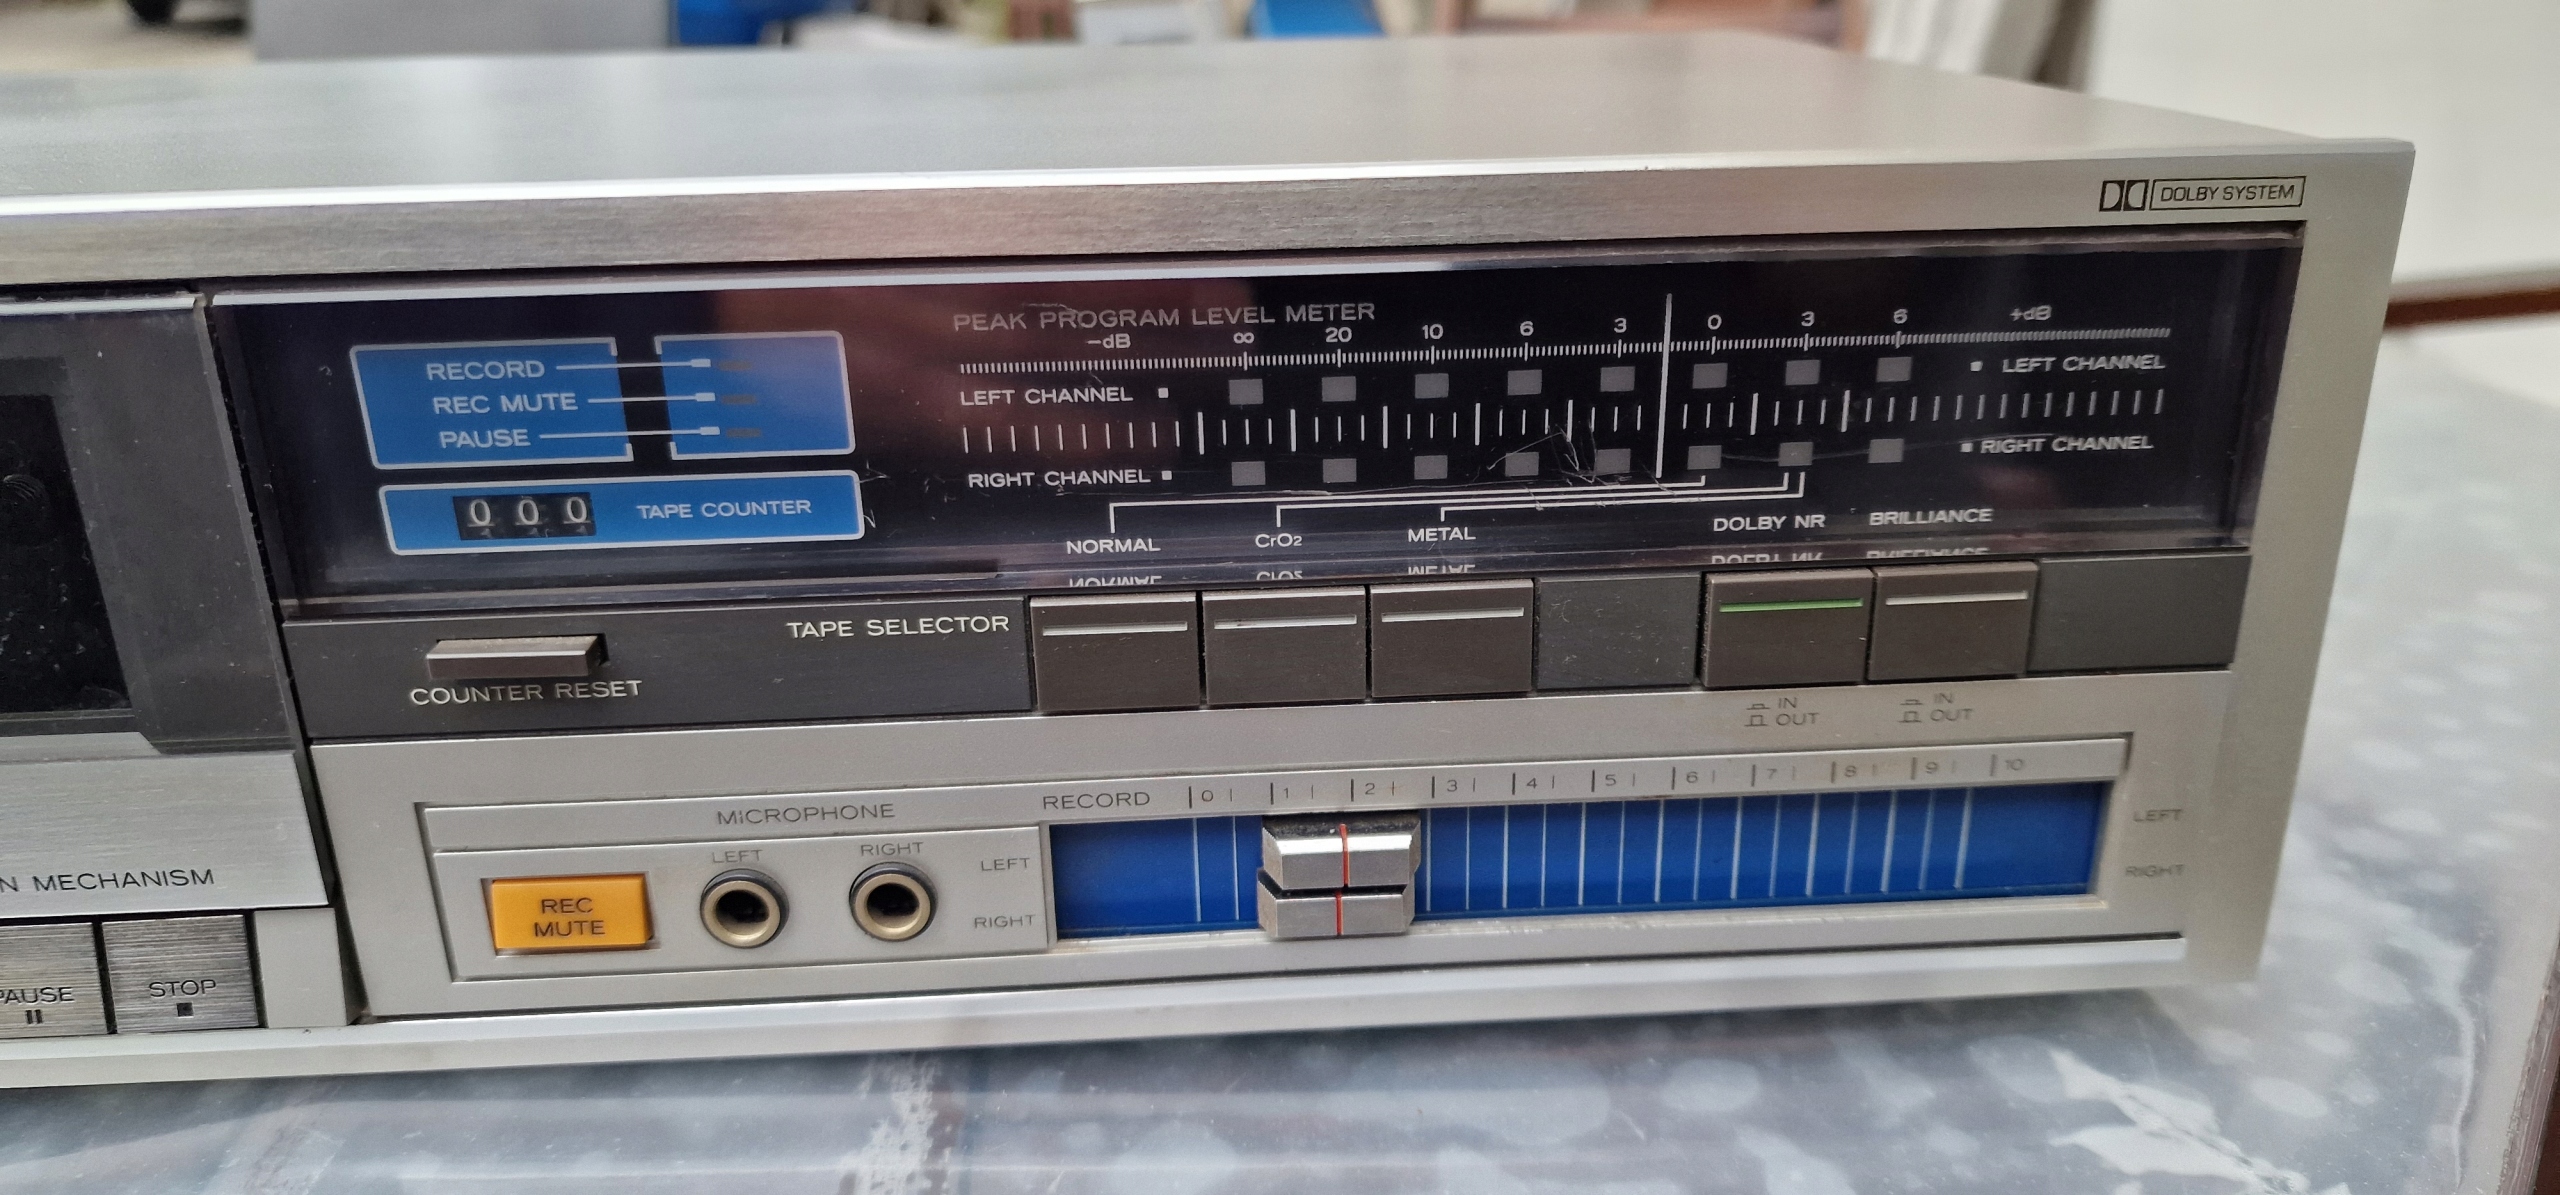 DOLBY SYSTEM
PEAK PROGRAM LEVEL METER
-dB ∞ 20 10 6 3 0 3 6 +dB
LEFT CHANNEL
LEFT CHANNEL
RIGHT CHANNEL
RIGHT CHANNEL
RECORD
REC MUTE
PAUSE
000 TAPE COUNTER
NORMAL CrO2 METAL DOLBY NR BRILLIANCE
TAPE SELECTOR
COUNTER RESET
IN
OUT
IN
OUT
MICROPHONE
LEFT RIGHT
REC
MUTE
RECORD 0 1 2 3 4 5 6 7 8 9 10
LEFT
RIGHT
LEFT
RIGHT
N MECHANISM
PAUSE
STOP